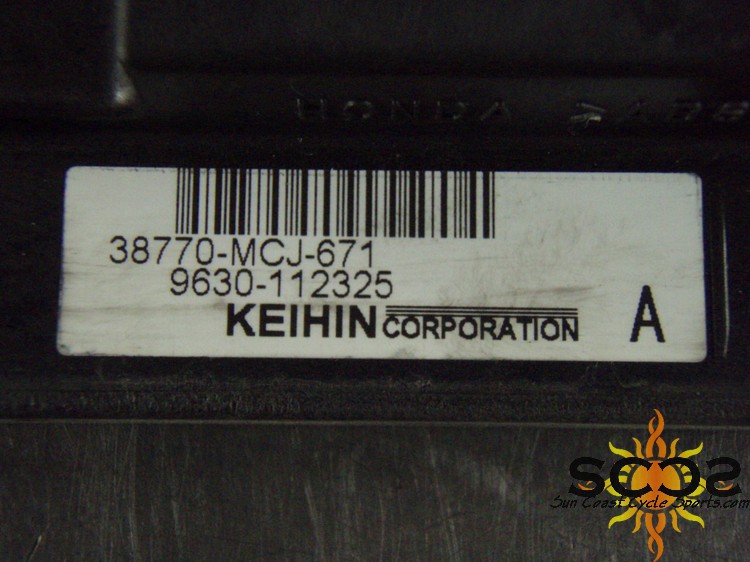 HONDA
38770-MCJ-671
9630-112325
KEIHIN CORPORATION
A
SCCS
Sun Coast Cycle Sports.com